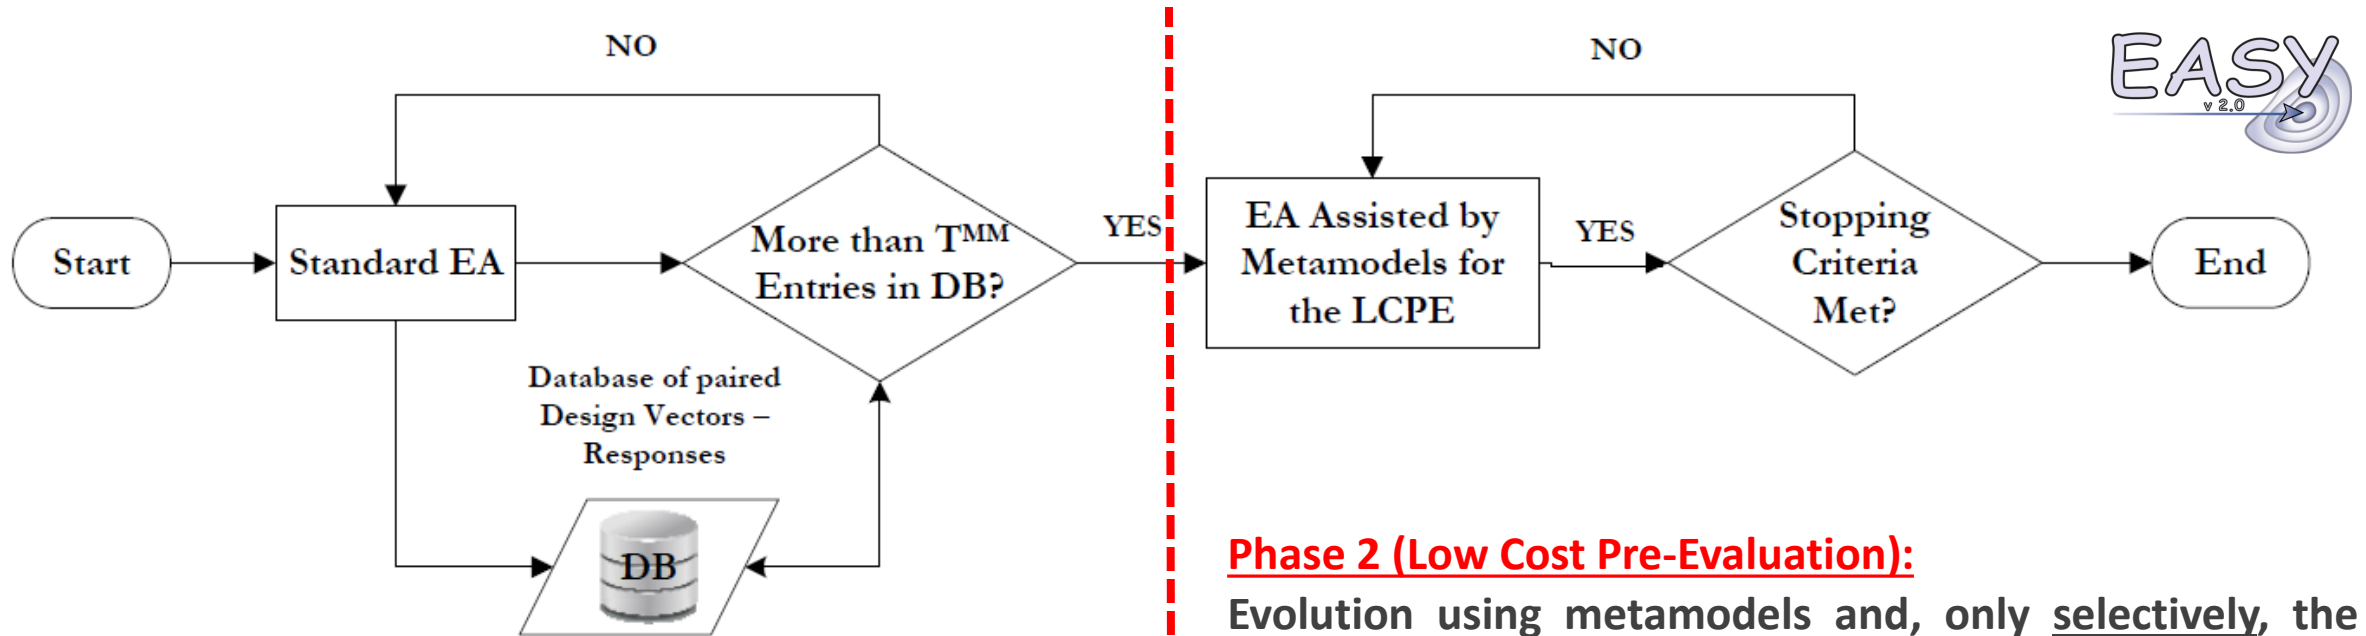 NO
NO
EASY
v 2.0
Start
Standard EA
More than T^MM
Entries in DB?
YES
EA Assisted by
Metamodels for
the LCPE
YES
Stopping
Criteria
Met?
End
Database of paired
Design Vectors –
Responses
DB
Phase 2 (Low Cost Pre-Evaluation):
Evolution using metamodels and, only selectively, the